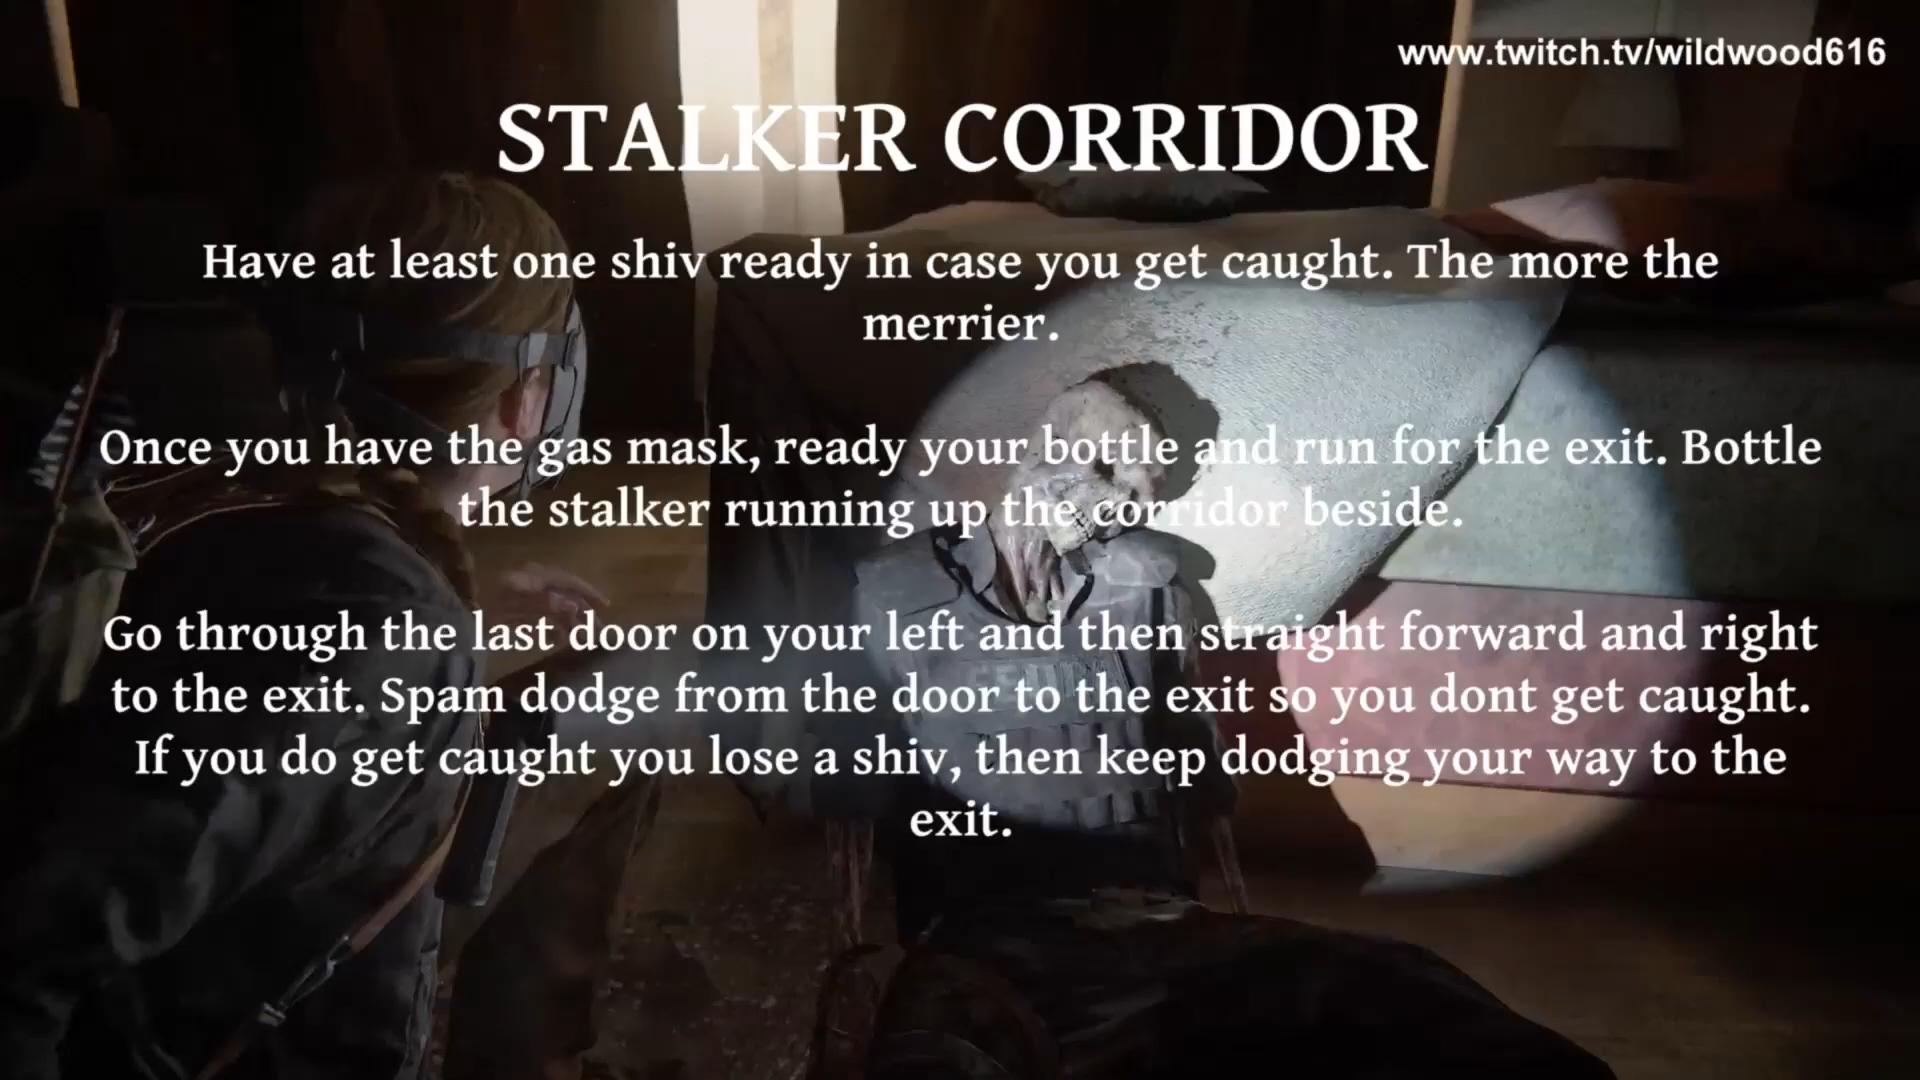 www.twitch.tv/wildwood616
STALKER CORRIDOR
Have at least one shiv ready in case you get caught. The more the
merrier.
Once you have the gas mask, ready your bottle and run for the exit. Bottle
the stalker running up the corridor beside.
Go through the last door on your left and then straight forward and right
to the exit. Spam dodge from the door to the exit so you dont get caught.
If you do get caught you lose a shiv, then keep dodging your way to the
exit.